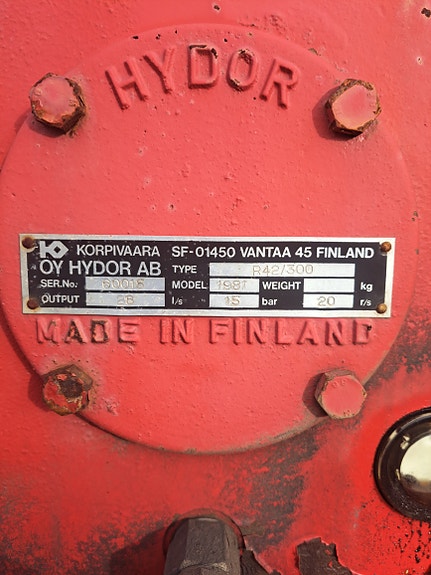 HYDOR
KORPIVAARA SF-01450 VANTAA 45 FINLAND
OY HYDOR AB TYPE R42/300
SER.No. MODEL 1981 WEIGHT kg
OUTPUT 38 l/s 15 bar 20 r/s
MADE IN FINLAND